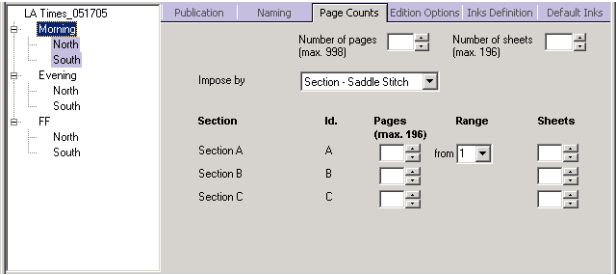 LA Times_051705
Morning
North
South
Evening
North
South
FF
North
South
Publication Naming Page Counts Edition Options Inks Definition Default Inks
Number of pages (max. 998)
Number of sheets (max. 196)
Impose by Section - Saddle Stitch
Section Id. Pages (max. 196) Range Sheets
Section A A from 1
Section B B
Section C C